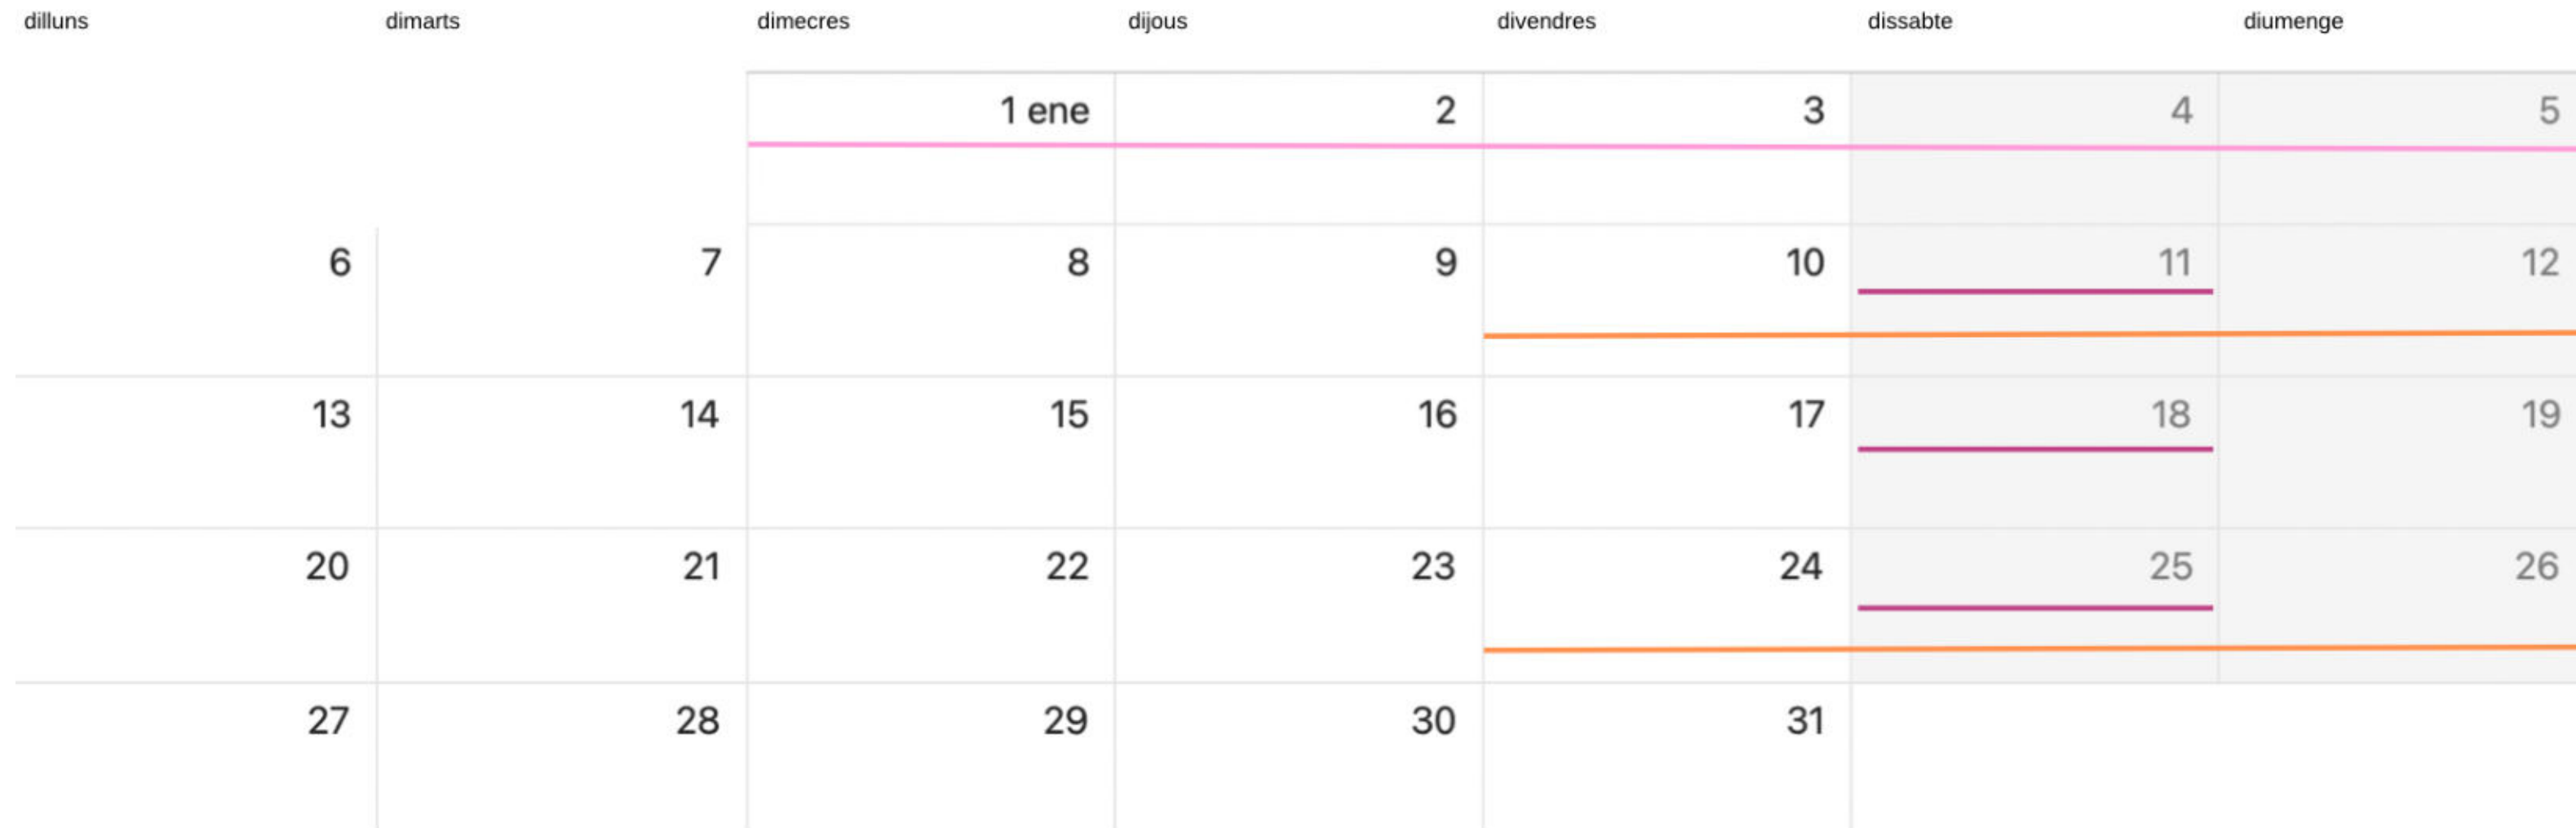 dilluns dimarts dimecres dijous divendres dissabte diumenge
1 ene 2 3 4 5
6 7 8 9 10 11 12
13 14 15 16 17 18 19
20 21 22 23 24 25 26
27 28 29 30 31